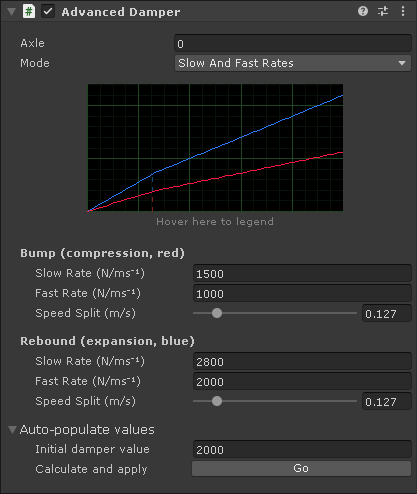 Advanced Damper
Axle 0
Mode Slow And Fast Rates
Hover here to legend
Bump (compression, red)
Slow Rate (N/ms⁻¹) 1500
Fast Rate (N/ms⁻¹) 1000
Speed Split (m/s) 0.127
Rebound (expansion, blue)
Slow Rate (N/ms⁻¹) 2800
Fast Rate (N/ms⁻¹) 2000
Speed Split (m/s) 0.127
Auto-populate values
Initial damper value 2000
Calculate and apply Go